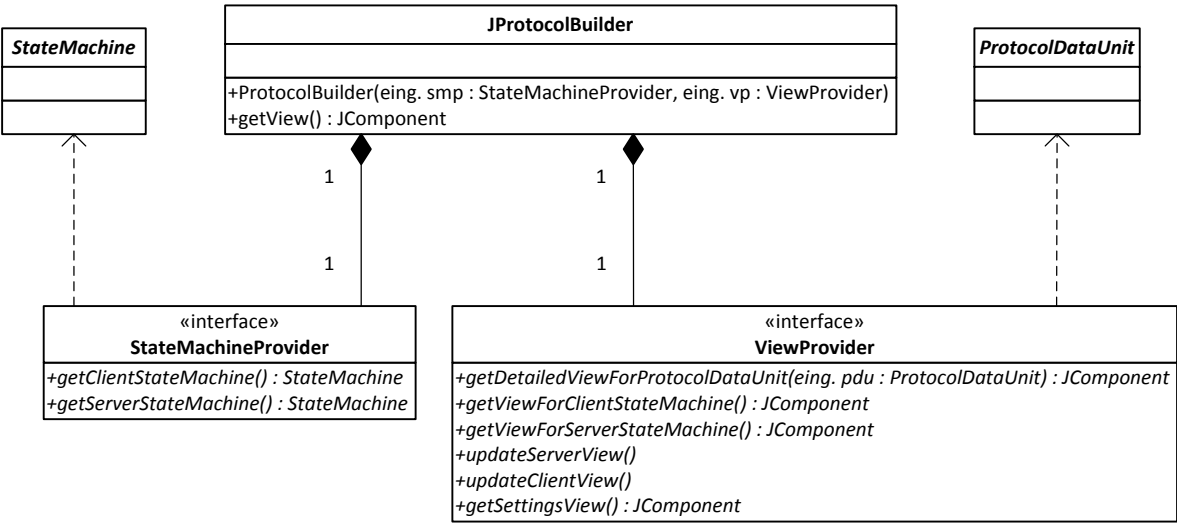 JProtocolBuilder
StateMachine
ProtocolDataUnit
+ProtocolBuilder(eing. smp : StateMachineProvider, eing. vp : ViewProvider)
+getView() : JComponent
1
1
1
1
«interface»
StateMachineProvider
+getClientStateMachine() : StateMachine
+getServerStateMachine() : StateMachine
«interface»
ViewProvider
+getDetailedViewForProtocolDataUnit(eing. pdu : ProtocolDataUnit) : JComponent
+getViewForClientStateMachine() : JComponent
+getViewForServerStateMachine() : JComponent
+updateServerView()
+updateClientView()
+getSettingsView() : JComponent